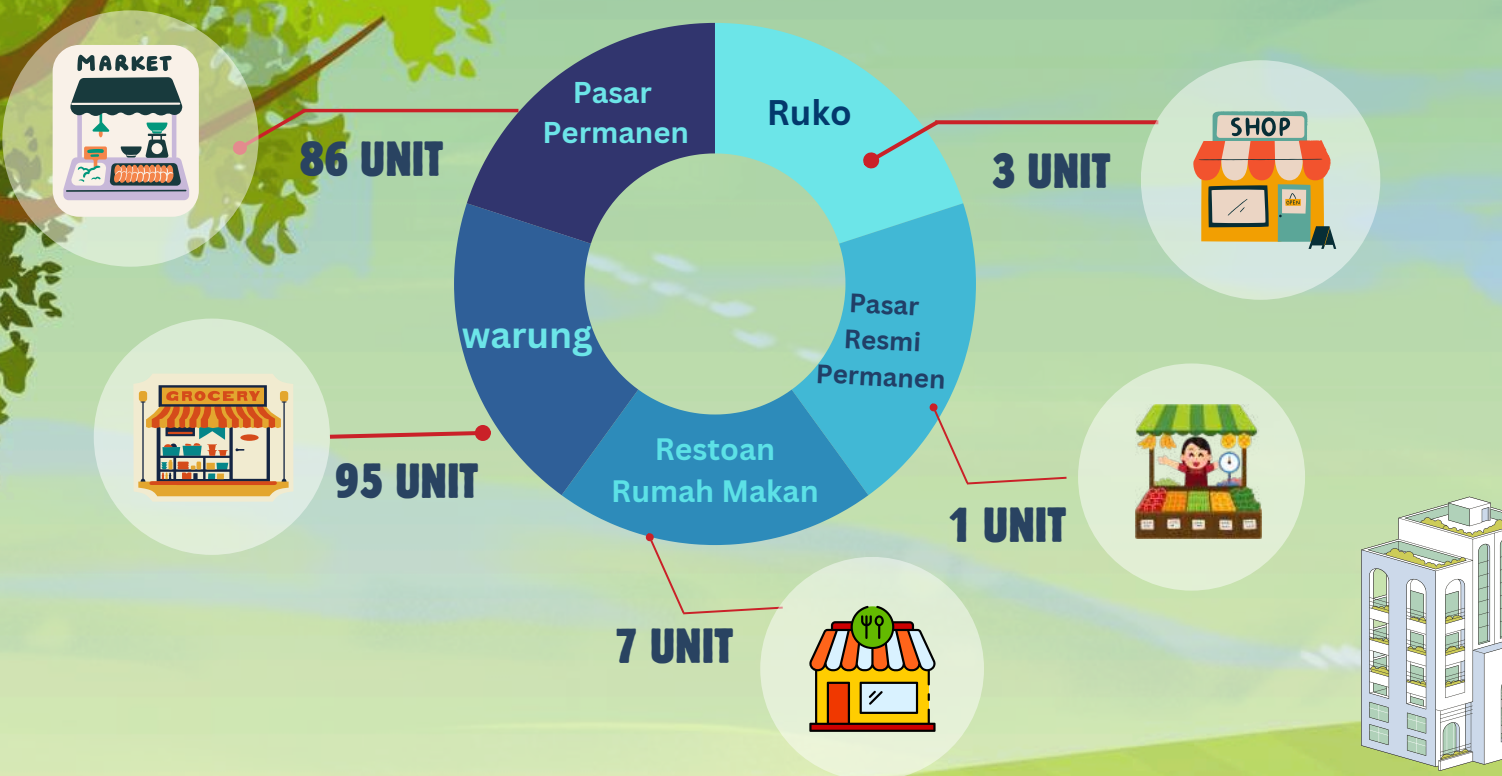 MARKET
Pasar
Permanen
86 UNIT
Ruko
3 UNIT
SHOP
OPEN
Pasar
Resmi
Permanen
1 UNIT
warung
GROCERY
95 UNIT
Restoan
Rumah Makan
7 UNIT